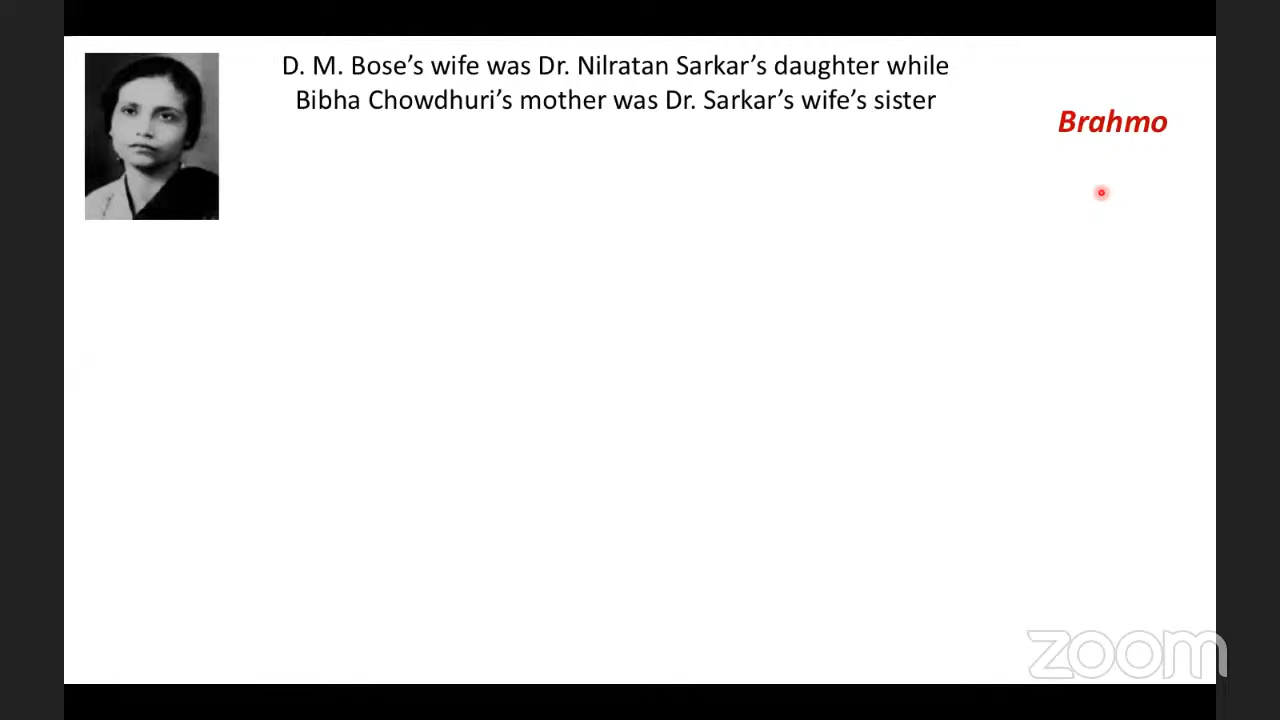 D. M. Bose’s wife was Dr. Nilratan Sarkar’s daughter while
Bibha Chowdhuri’s mother was Dr. Sarkar’s wife’s sister
Brahmo
zoom